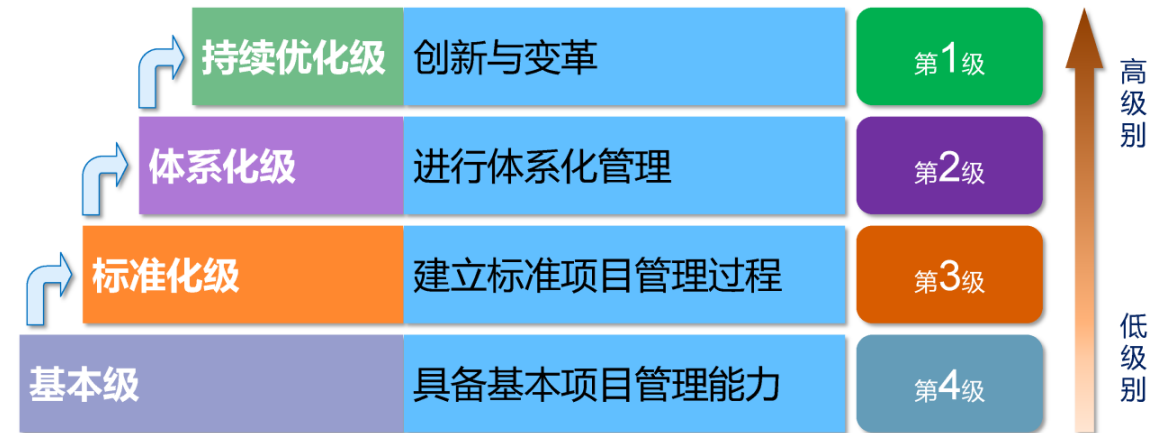 持续优化级 创新与变革 第1级
体系化级 进行体系化管理 第2级
标准化级 建立标准项目管理过程 第3级
基本级 具备基本项目管理能力 第4级
高级别
低级别